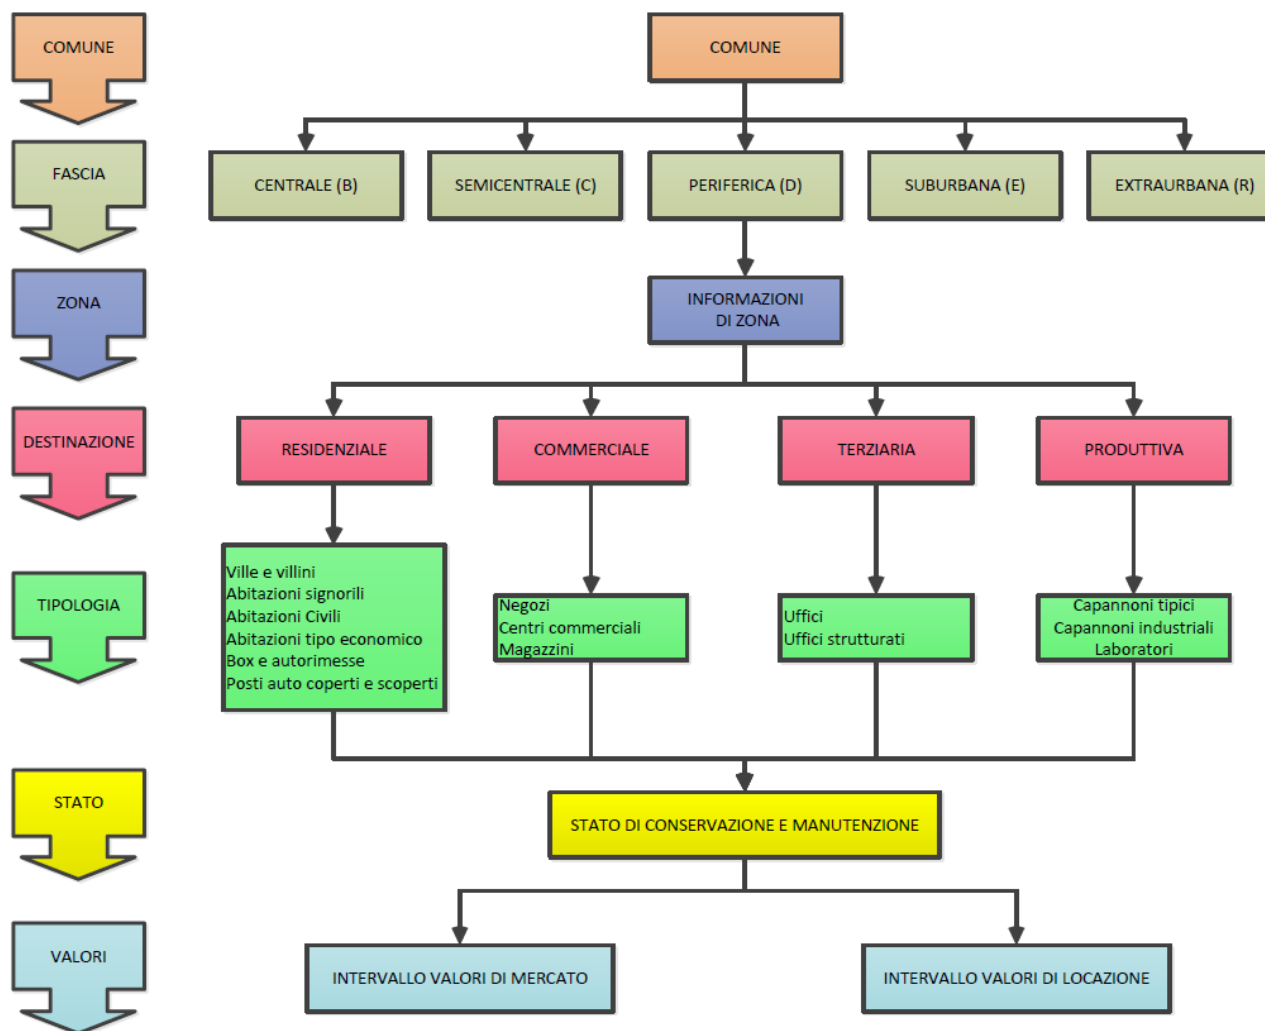 COMUNE
COMUNE
FASCIA
CENTRALE (B)
SEMICENTRALE (C)
PERIFERICA (D)
SUBURBANA (E)
EXTRAURBANA (R)
ZONA
INFORMAZIONI
DI ZONA
DESTINAZIONE
RESIDENZIALE
COMMERCIALE
TERZIARIA
PRODUTTIVA
TIPOLOGIA
Ville e villini
Abitazioni signorili
Abitazioni Civili
Abitazioni tipo economico
Box e autorimesse
Posti auto coperti e scoperti
Negozi
Centri commerciali
Magazzini
Uffici
Uffici strutturati
Capannoni tipici
Capannoni industriali
Laboratori
STATO
STATO DI CONSERVAZIONE E MANUTENZIONE
VALORI
INTERVALLO VALORI DI MERCATO
INTERVALLO VALORI DI LOCAZIONE